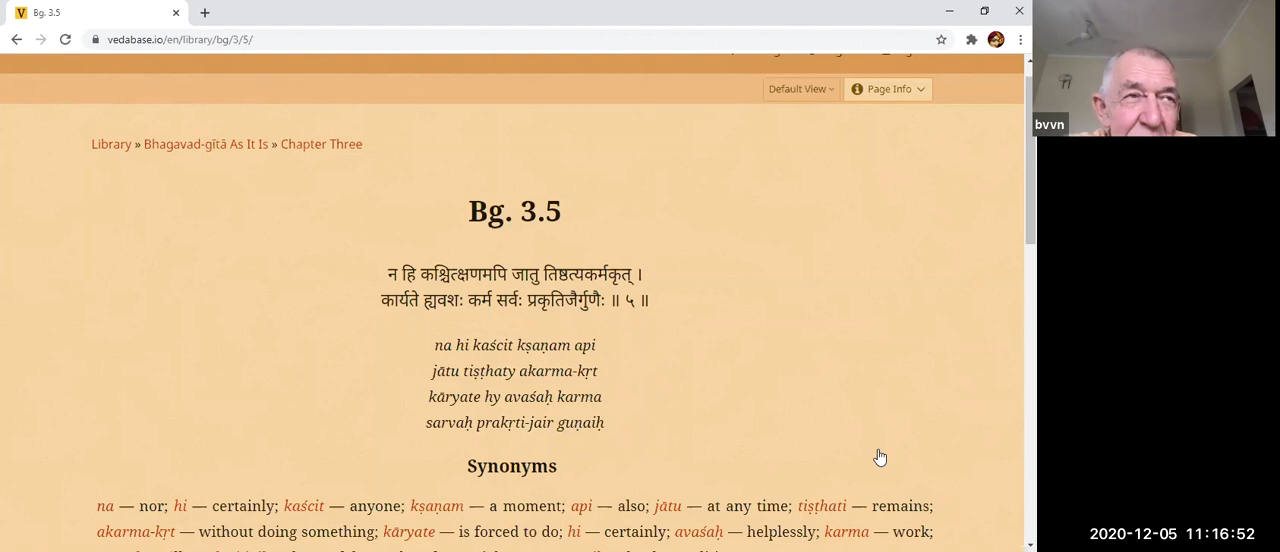 Bg. 3.5
vedabase.io/en/library/bg/3/5/
Default View
Page Info
bvvn
Library » Bhagavad-gītā As It Is » Chapter Three
Bg. 3.5
न हि कश्चित्क्षणमपि जातु तिष्ठत्यकर्मकृत् ।
कार्यते ह्यवशः कर्म सर्वः प्रकृतिजैर्गुणैः ॥ ५ ॥
na hi kaścit kṣaṇam api
jātu tiṣṭhaty akarma-kṛt
kāryate hy avaśaḥ karma
sarvaḥ prakṛti-jair guṇaiḥ
Synonyms
na — nor; hi — certainly; kaścit — anyone; kṣaṇam — a moment; api — also; jātu — at any time; tiṣṭhati — remains;
akarma-kṛt — without doing something; kāryate — is forced to do; hi — certainly; avaśaḥ — helplessly; karma — work;
2020-12-05 11:16:52